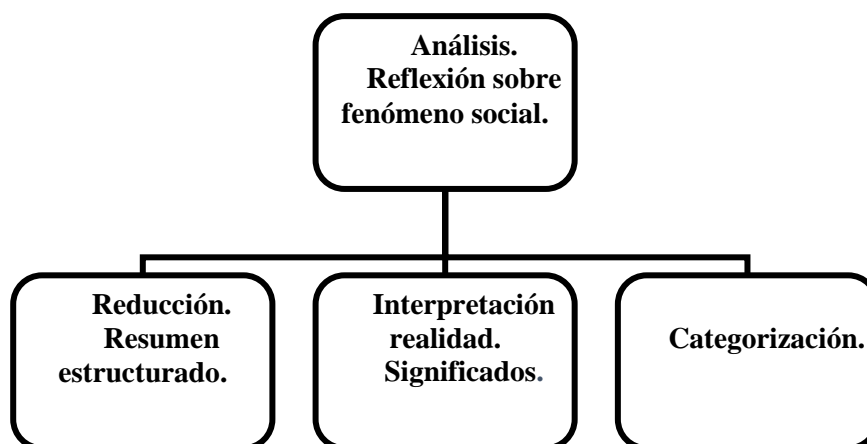 Análisis.
Reflexión sobre
fenómeno social.
Reducción.
Resumen
estructurado.
Interpretación
realidad.
Significados.
Categorización.